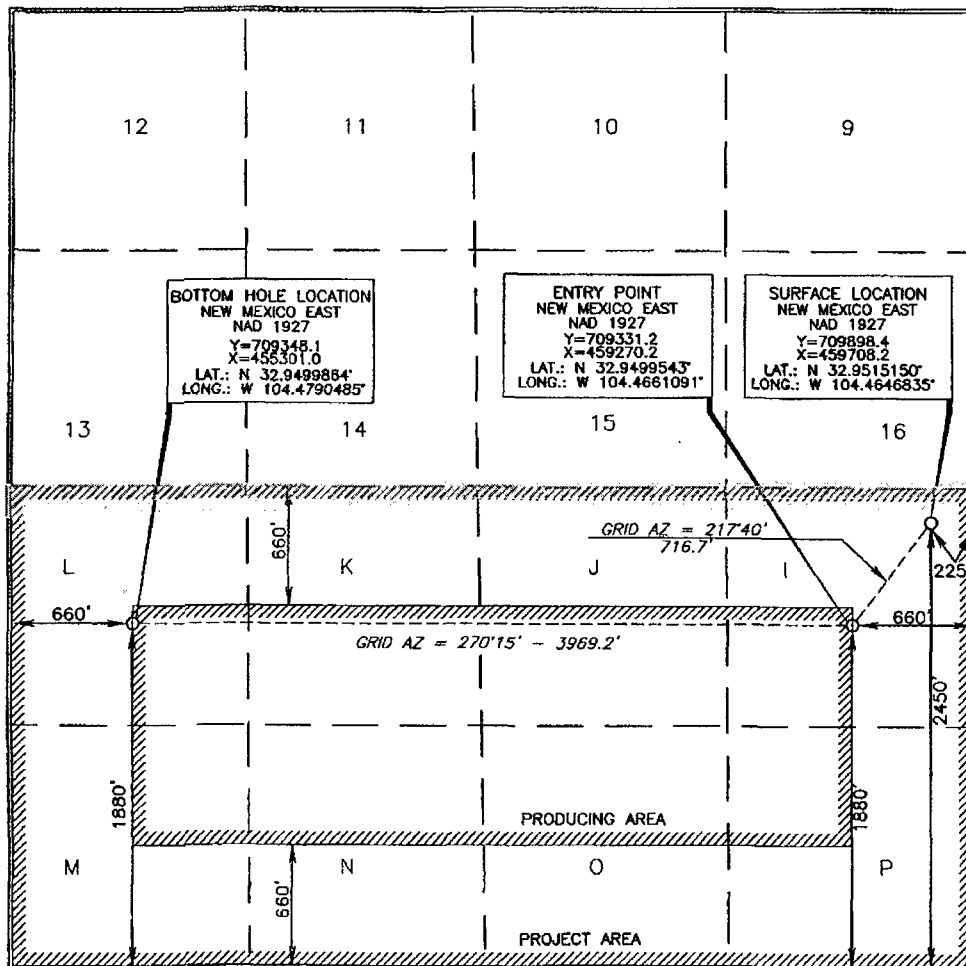 12
11
10
9
BOTTOM HOLE LOCATION
NEW MEXICO EAST
NAD 1927
Y=709348.1
X=455301.0
LAT.: N 32.9499864°
LONG.: W 104.4790485°
ENTRY POINT
NEW MEXICO EAST
NAD 1927
Y=709331.2
X=459270.2
LAT.: N 32.9499543°
LONG.: W 104.4661091°
SURFACE LOCATION
NEW MEXICO EAST
NAD 1927
Y=709898.4
X=459708.2
LAT.: N 32.9515150°
LONG.: W 104.4646835°
13
14
15
16
GRID AZ = 217°40'
716.7'
660'
L
K
J
I
225
660'
660'
GRID AZ = 270°15' - 3969.2'
2450'
1880'
1880'
PRODUCING AREA
M
N
O
P
660'
PROJECT AREA